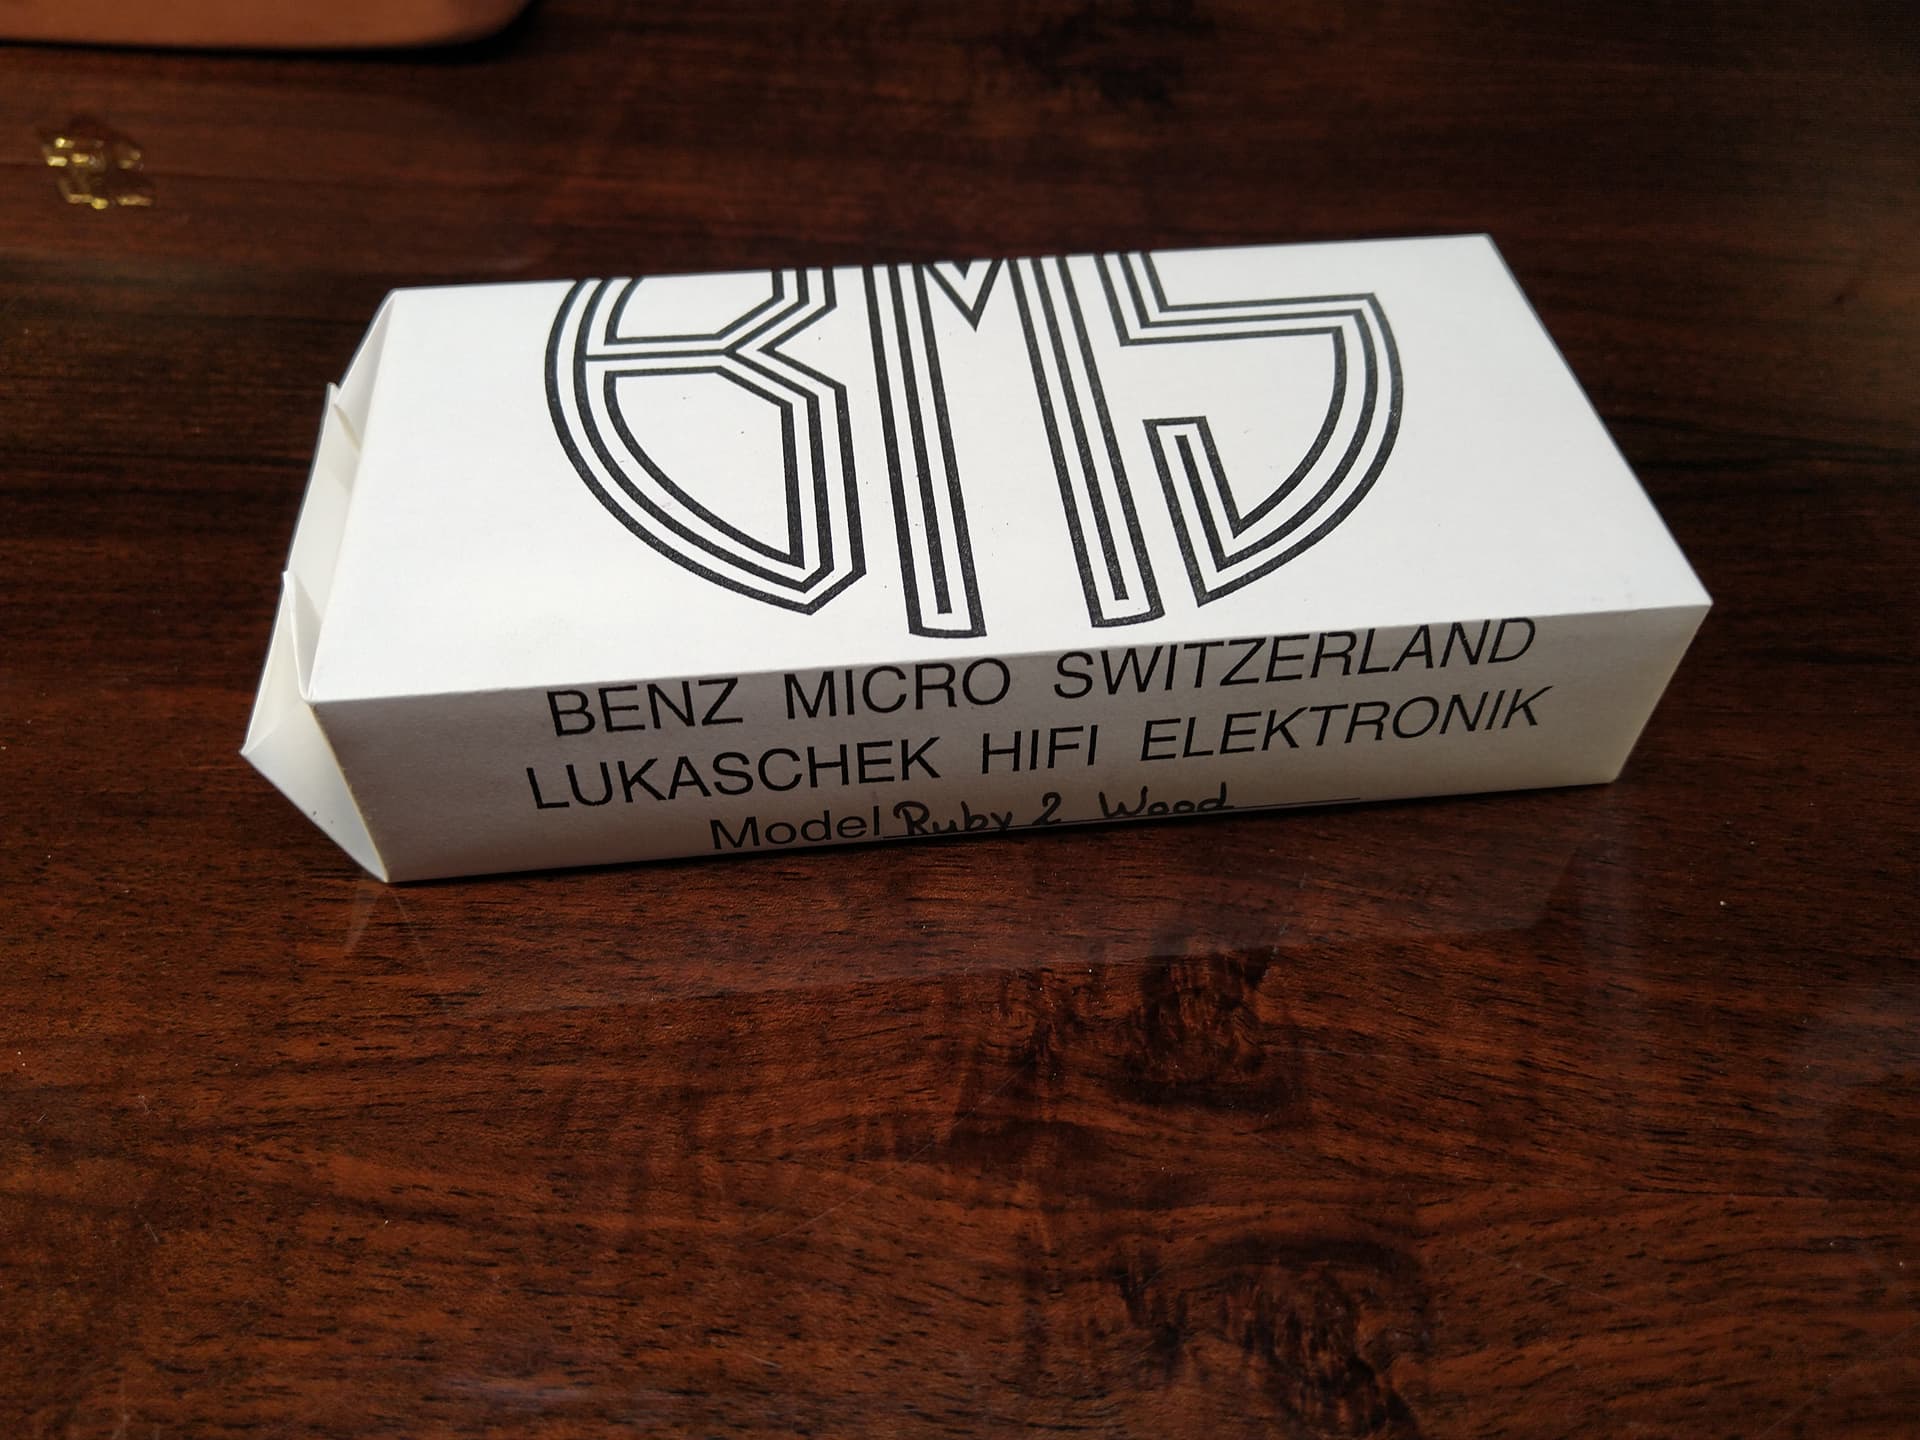 BMS
BENZ MICRO SWITZERLAND
LUKASCHEK HIFI ELEKTRONIK
Model Ruby 2 Wood